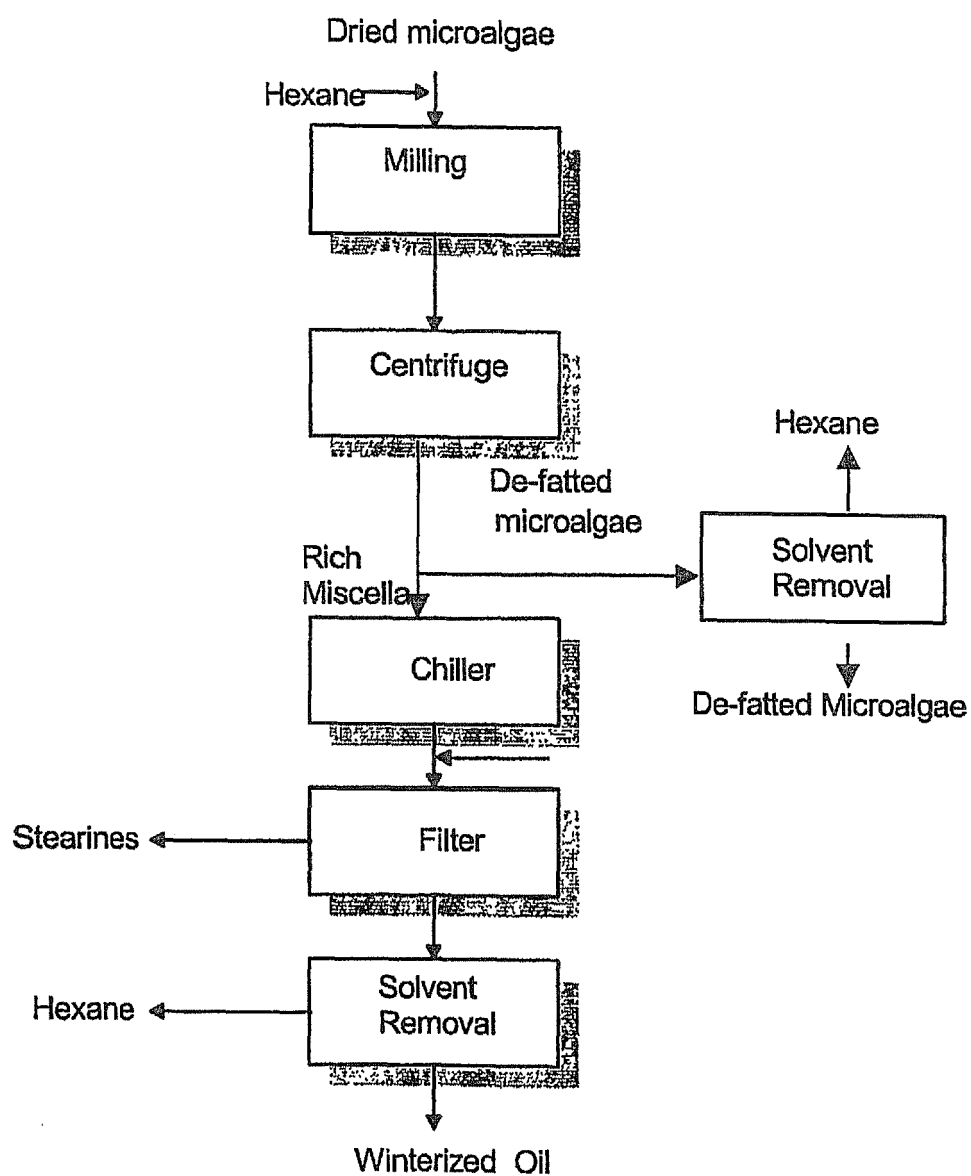 Dried microalgae
Hexane
Milling
Centrifuge
Hexane
De-fatted
microalgae
Solvent
Removal
Rich
Miscella
Chiller
De-fatted Microalgae
Stearines
Filter
Solvent
Removal
Hexane
Winterized Oil